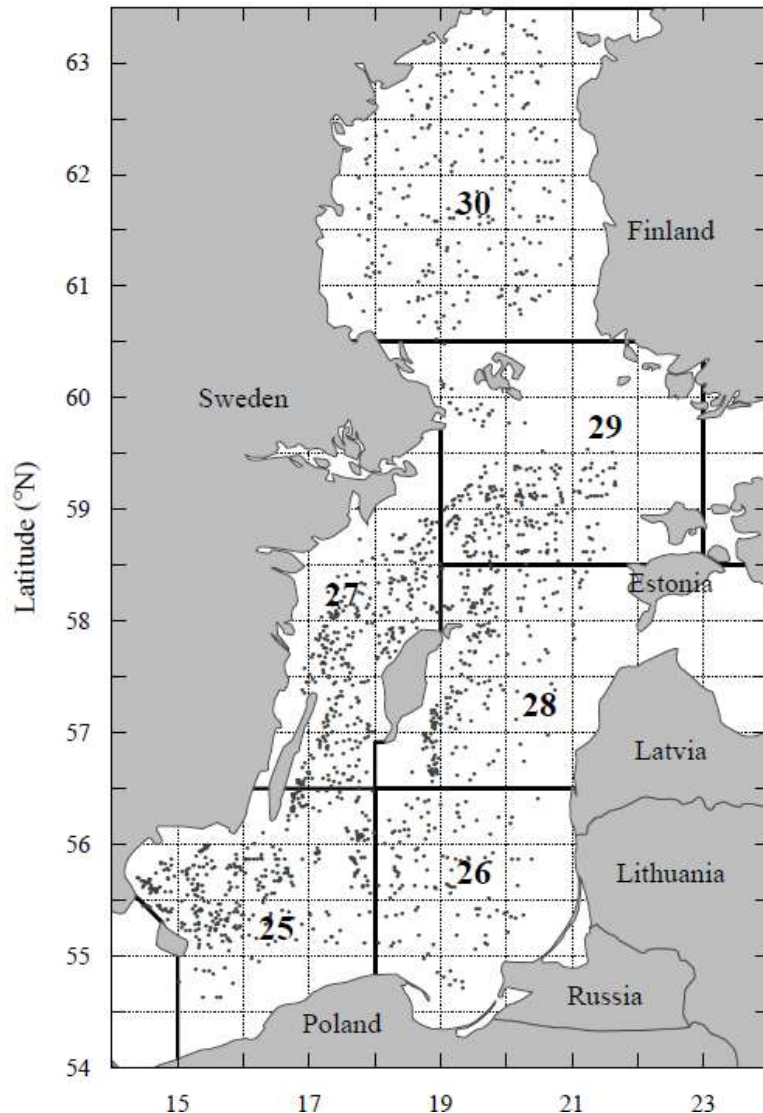 63
62
30
Finland
61
60
Sweden
29
59
Latitude (°N)
Estonia
27
58
28
57
Latvia
56
26
Lithuania
25
55
Russia
Poland
54
15 17 19 21 23